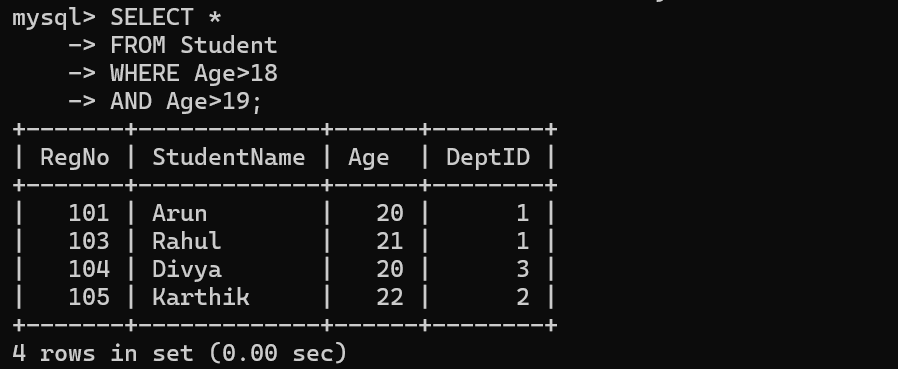 mysql> SELECT *
    -> FROM Student
    -> WHERE Age>18
    -> AND Age>19;
+-------+-------------+------+--------+
| RegNo | StudentName | Age  | DeptID |
+-------+-------------+------+--------+
|   101 | Arun        |   20 |      1 |
|   103 | Rahul       |   21 |      1 |
|   104 | Divya       |   20 |      3 |
|   105 | Karthik     |   22 |      2 |
+-------+-------------+------+--------+
4 rows in set (0.00 sec)